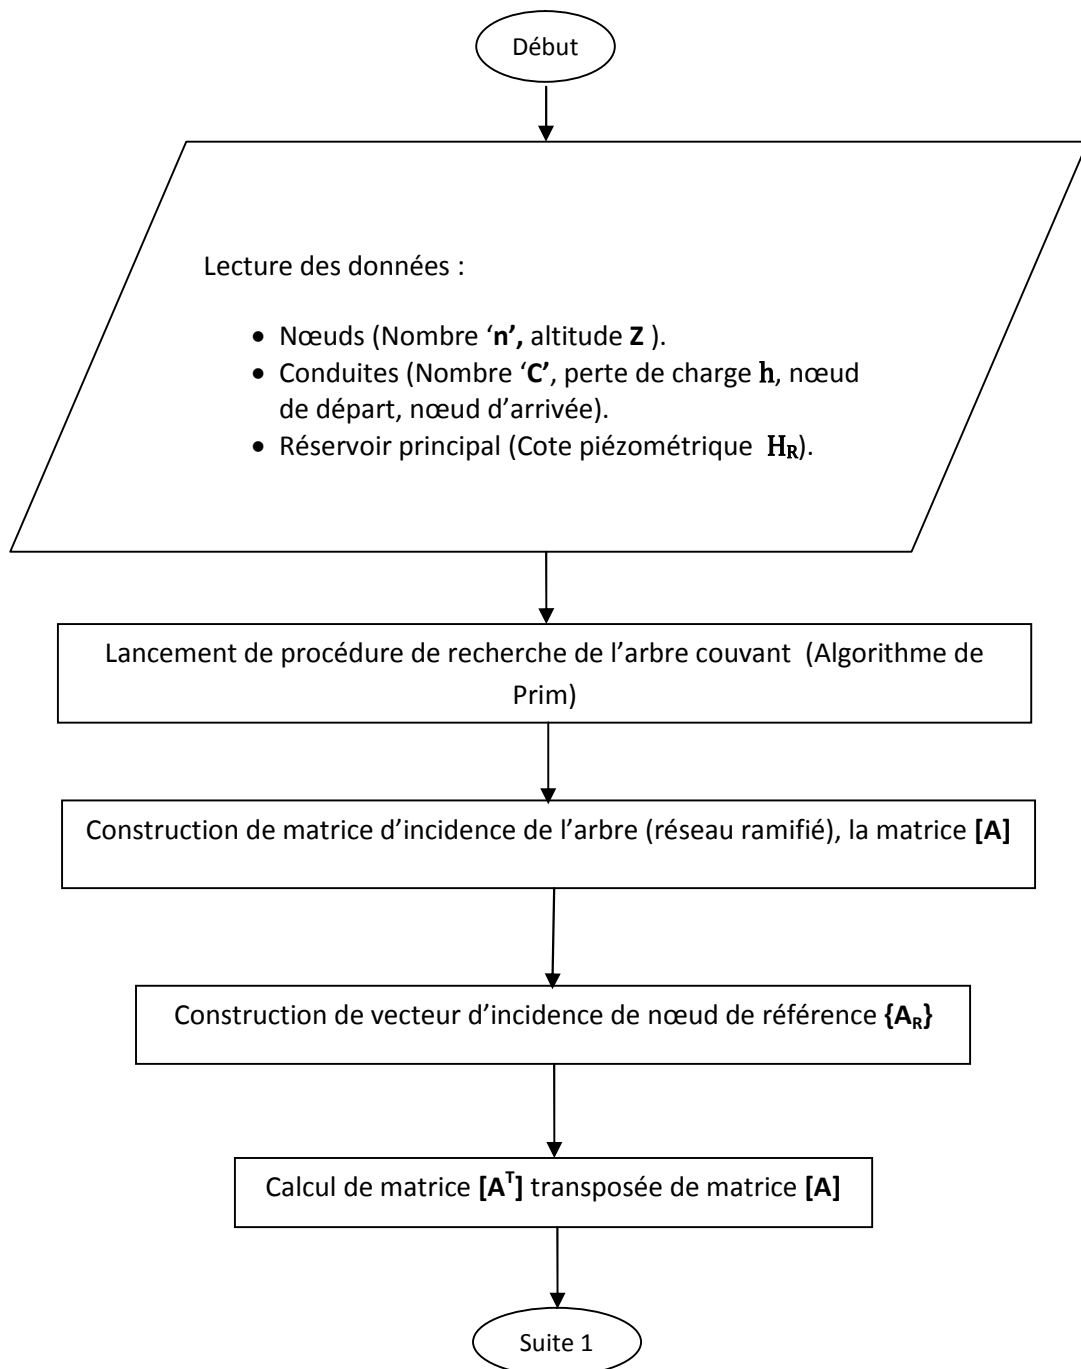 Début
Lecture des données :
• Nœuds (Nombre ‘n’, altitude Z ).
• Conduites (Nombre ‘C’, perte de charge h, nœud
de départ, nœud d’arrivée).
• Réservoir principal (Cote piézométrique H_R).
Lancement de procédure de recherche de l’arbre couvant (Algorithme de
Prim)
Construction de matrice d’incidence de l’arbre (réseau ramifié), la matrice [A]
Construction de vecteur d’incidence de nœud de référence {A_R}
Calcul de matrice [A^T] transposée de matrice [A]
Suite 1